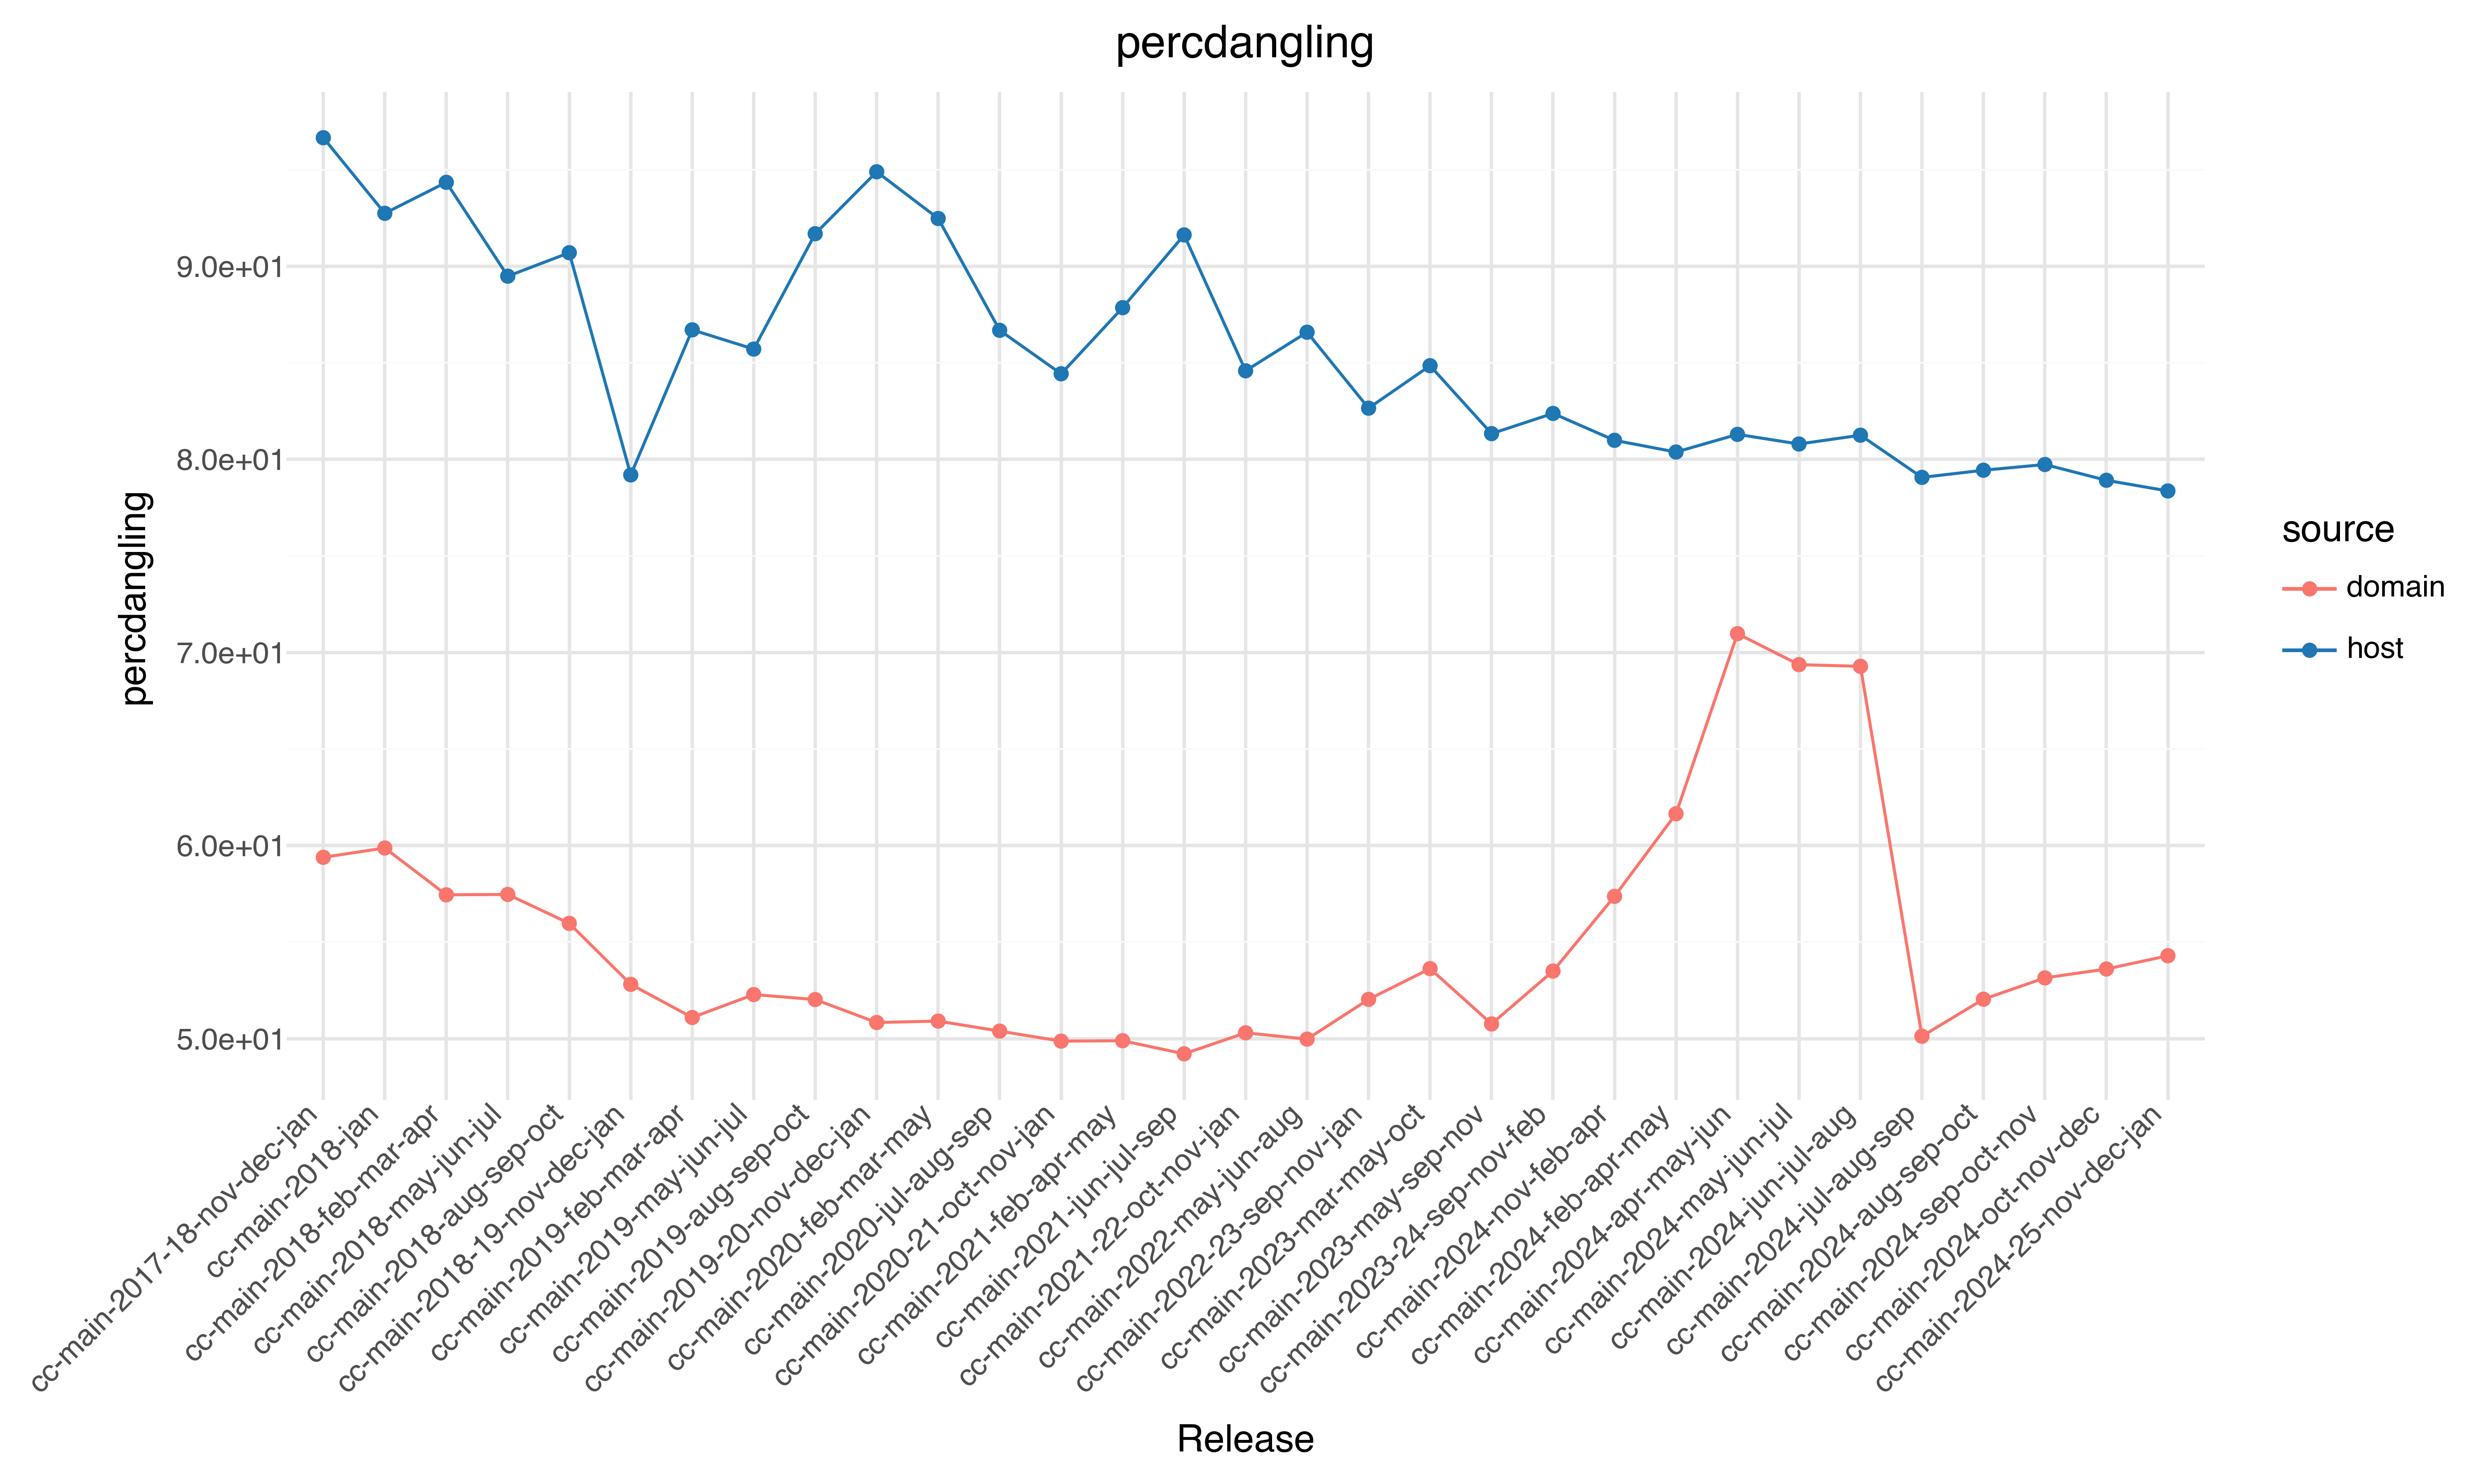 percdangling
percdangling
9.0e+01
8.0e+01
7.0e+01
6.0e+01
5.0e+01
source
domain
host
cc-main-2017-18-nov-dec-jan
cc-main-2018-jan
cc-main-2018-feb-mar-apr
cc-main-2018-may-jun-jul
cc-main-2018-aug-sep-oct
cc-main-2018-19-nov-dec-jan
cc-main-2019-feb-mar-apr
cc-main-2019-may-jun-jul
cc-main-2019-aug-sep-oct
cc-main-2019-20-nov-dec-jan
cc-main-2020-feb-mar-may
cc-main-2020-jul-aug-sep
cc-main-2020-21-oct-nov-jan
cc-main-2021-feb-apr-may
cc-main-2021-jun-jul-sep
cc-main-2021-22-oct-nov-jan
cc-main-2022-may-jun-aug
cc-main-2022-23-sep-nov-jan
cc-main-2023-mar-may-oct
cc-main-2023-may-sep-nov
cc-main-2023-24-sep-nov-feb
cc-main-2024-nov-feb-apr
cc-main-2024-feb-apr-may
cc-main-2024-apr-may-jun
cc-main-2024-may-jun-jul
cc-main-2024-jun-jul-aug
cc-main-2024-jul-aug-sep
cc-main-2024-aug-sep-oct
cc-main-2024-sep-oct-nov
cc-main-2024-oct-nov-dec
cc-main-2024-25-nov-dec-jan
Release